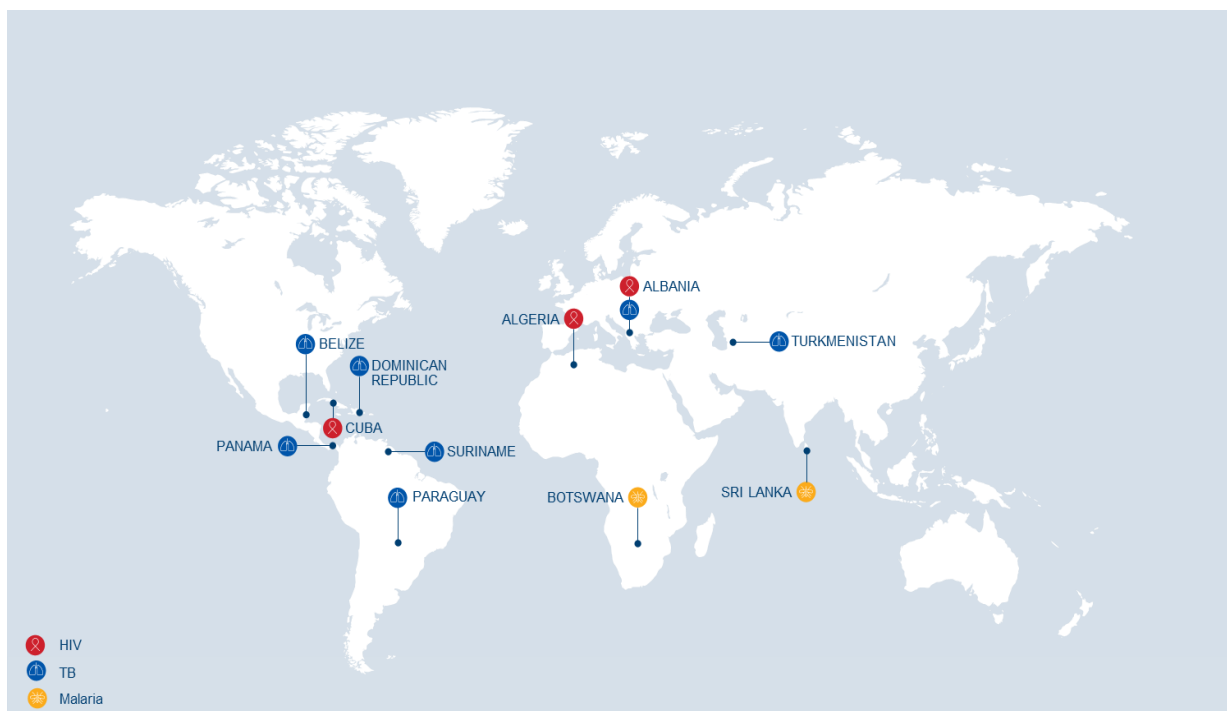 ALBANIA
ALGERIA
BELIZE
TURKMENISTAN
DOMINICAN
REPUBLIC
CUBA
PANAMA
SURINAME
PARAGUAY
BOTSWANA
SRI LANKA
HIV
TB
Malaria